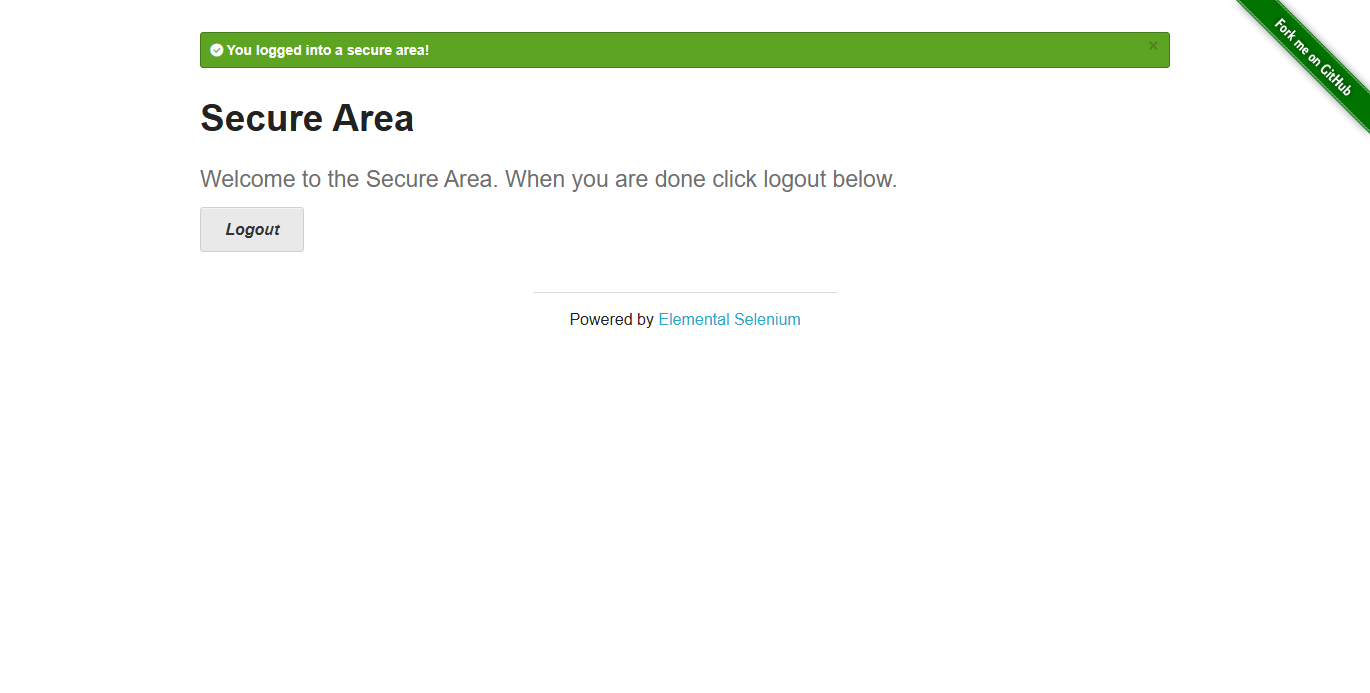 You logged into a secure area!
×
Fork me on GitHub
Secure Area
Welcome to the Secure Area. When you are done click logout below.
Logout
Powered by Elemental Selenium